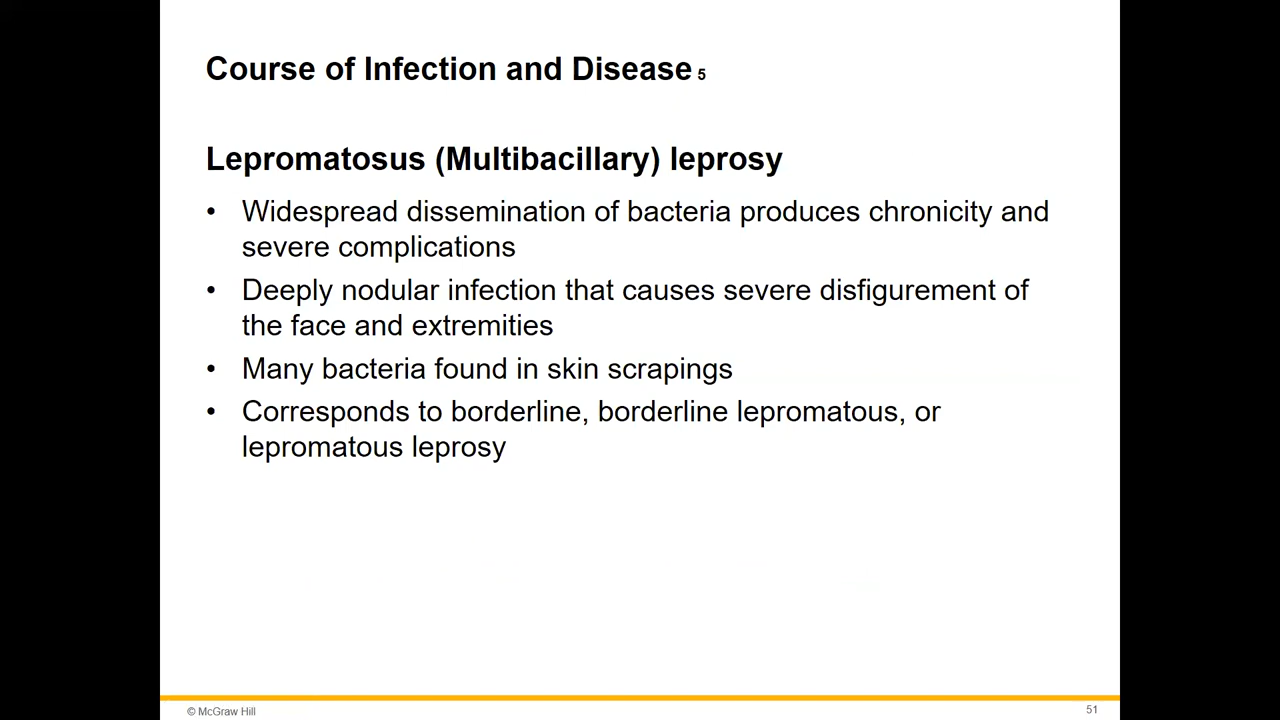 Course of Infection and Disease 5
Lepromatosus (Multibacillary) leprosy
• Widespread dissemination of bacteria produces chronicity and
severe complications
• Deeply nodular infection that causes severe disfigurement of
the face and extremities
• Many bacteria found in skin scrapings
• Corresponds to borderline, borderline lepromatous, or
lepromatous leprosy
© McGraw Hill
51